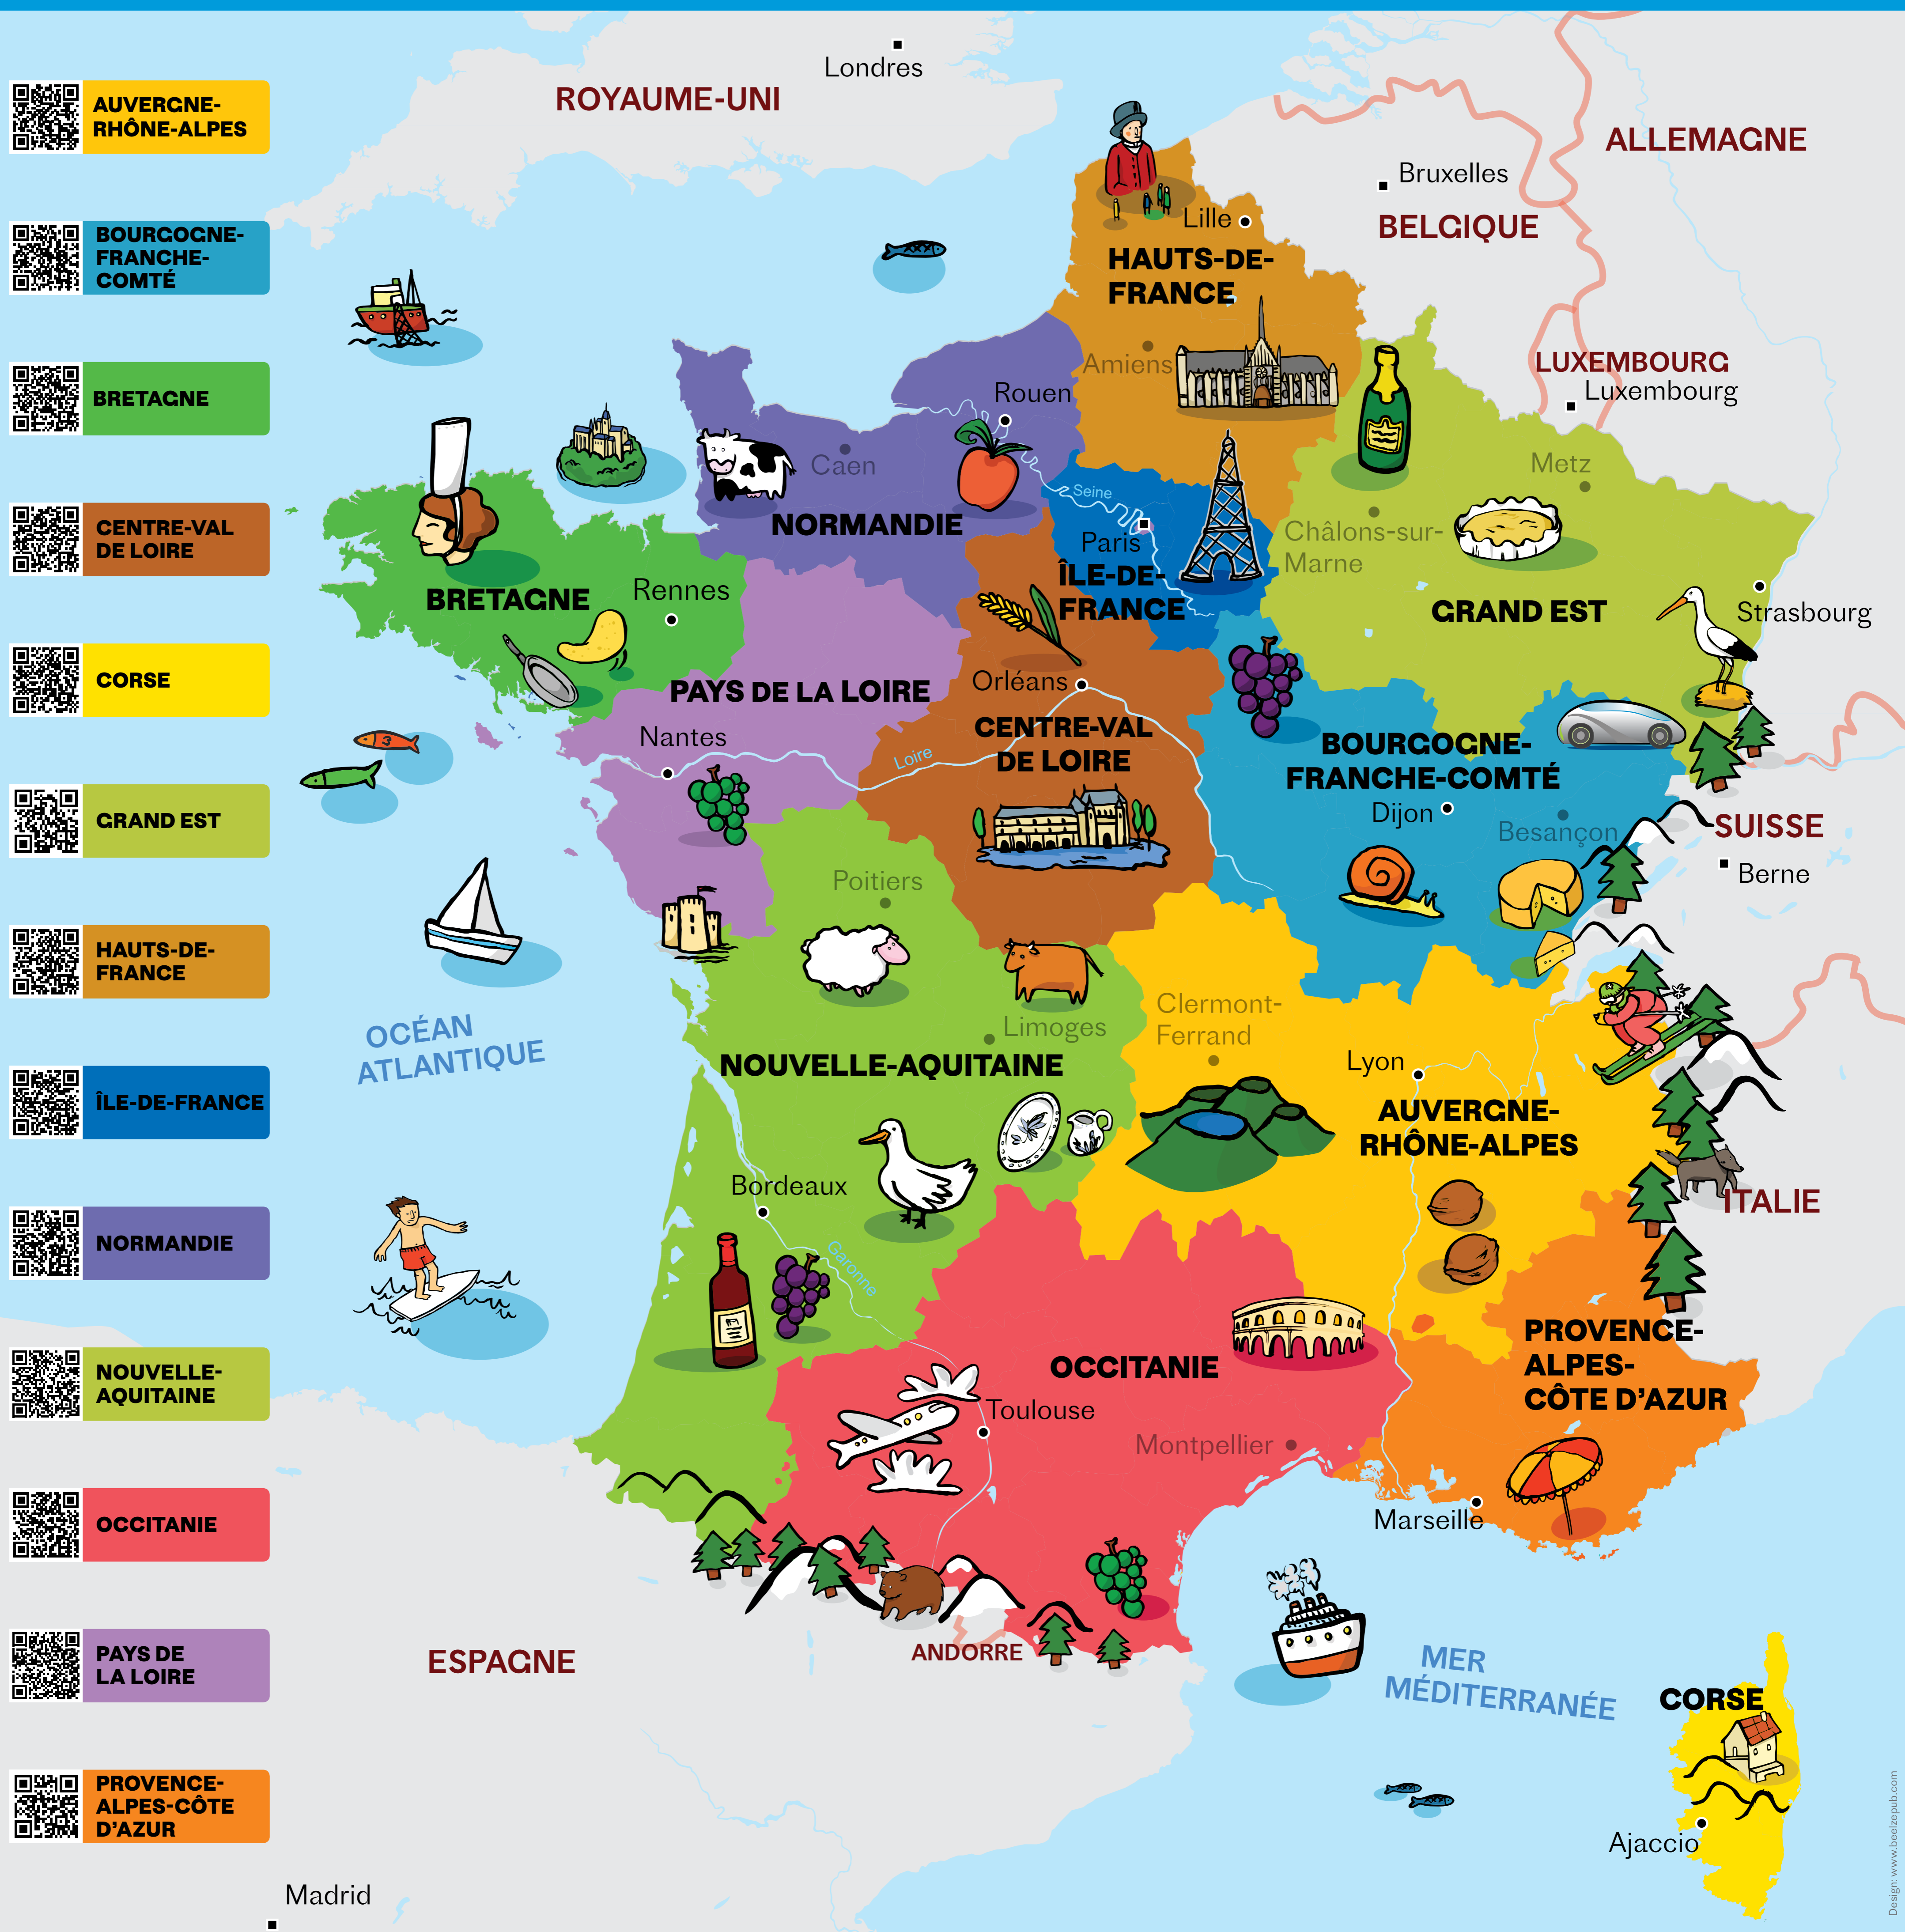 AUVERGNE-
RHÔNE-ALPES
BOURGOGNE-
FRANCHE-
COMTÉ
BRETAGNE
CENTRE-VAL
DE LOIRE
CORSE
GRAND EST
HAUTS-DE-
FRANCE
ÎLE-DE-FRANCE
NORMANDIE
NOUVELLE-
AQUITAINE
OCCITANIE
PAYS DE
LA LOIRE
PROVENCE-
ALPES-CÔTE
D'AZUR
Londres
ROYAUME-UNI
ALLEMAGNE
Bruxelles
BELGIQUE
Lille
HAUTS-DE-
FRANCE
Amiens
LUXEMBOURG
Luxembourg
Rouen
Caen
NORMANDIE
Metz
Seine
Paris
ÎLE-DE-
FRANCE
Châlons-sur-
Marne
GRAND EST
Strasbourg
BRETAGNE
Rennes
PAYS DE LA LOIRE
Nantes
Orléans
CENTRE-VAL
DE LOIRE
Loire
BOURGOGNE-
FRANCHE-COMTÉ
Dijon
Besançon
SUISSE
Berne
3
Poitiers
Limoges
NOUVELLE-AQUITAINE
Clermont-
Ferrand
Lyon
AUVERGNE-
RHÔNE-ALPES
OCÉAN
ATLANTIQUE
Bordeaux
Garonne
ITALIE
OCCITANIE
PROVENCE-
ALPES-
CÔTE D'AZUR
Toulouse
Montpellier
Marseille
ESPAGNE
ANDORRE
MER
MÉDITERRANÉE
CORSE
Ajaccio
Madrid
Design: www.beelzepub.com